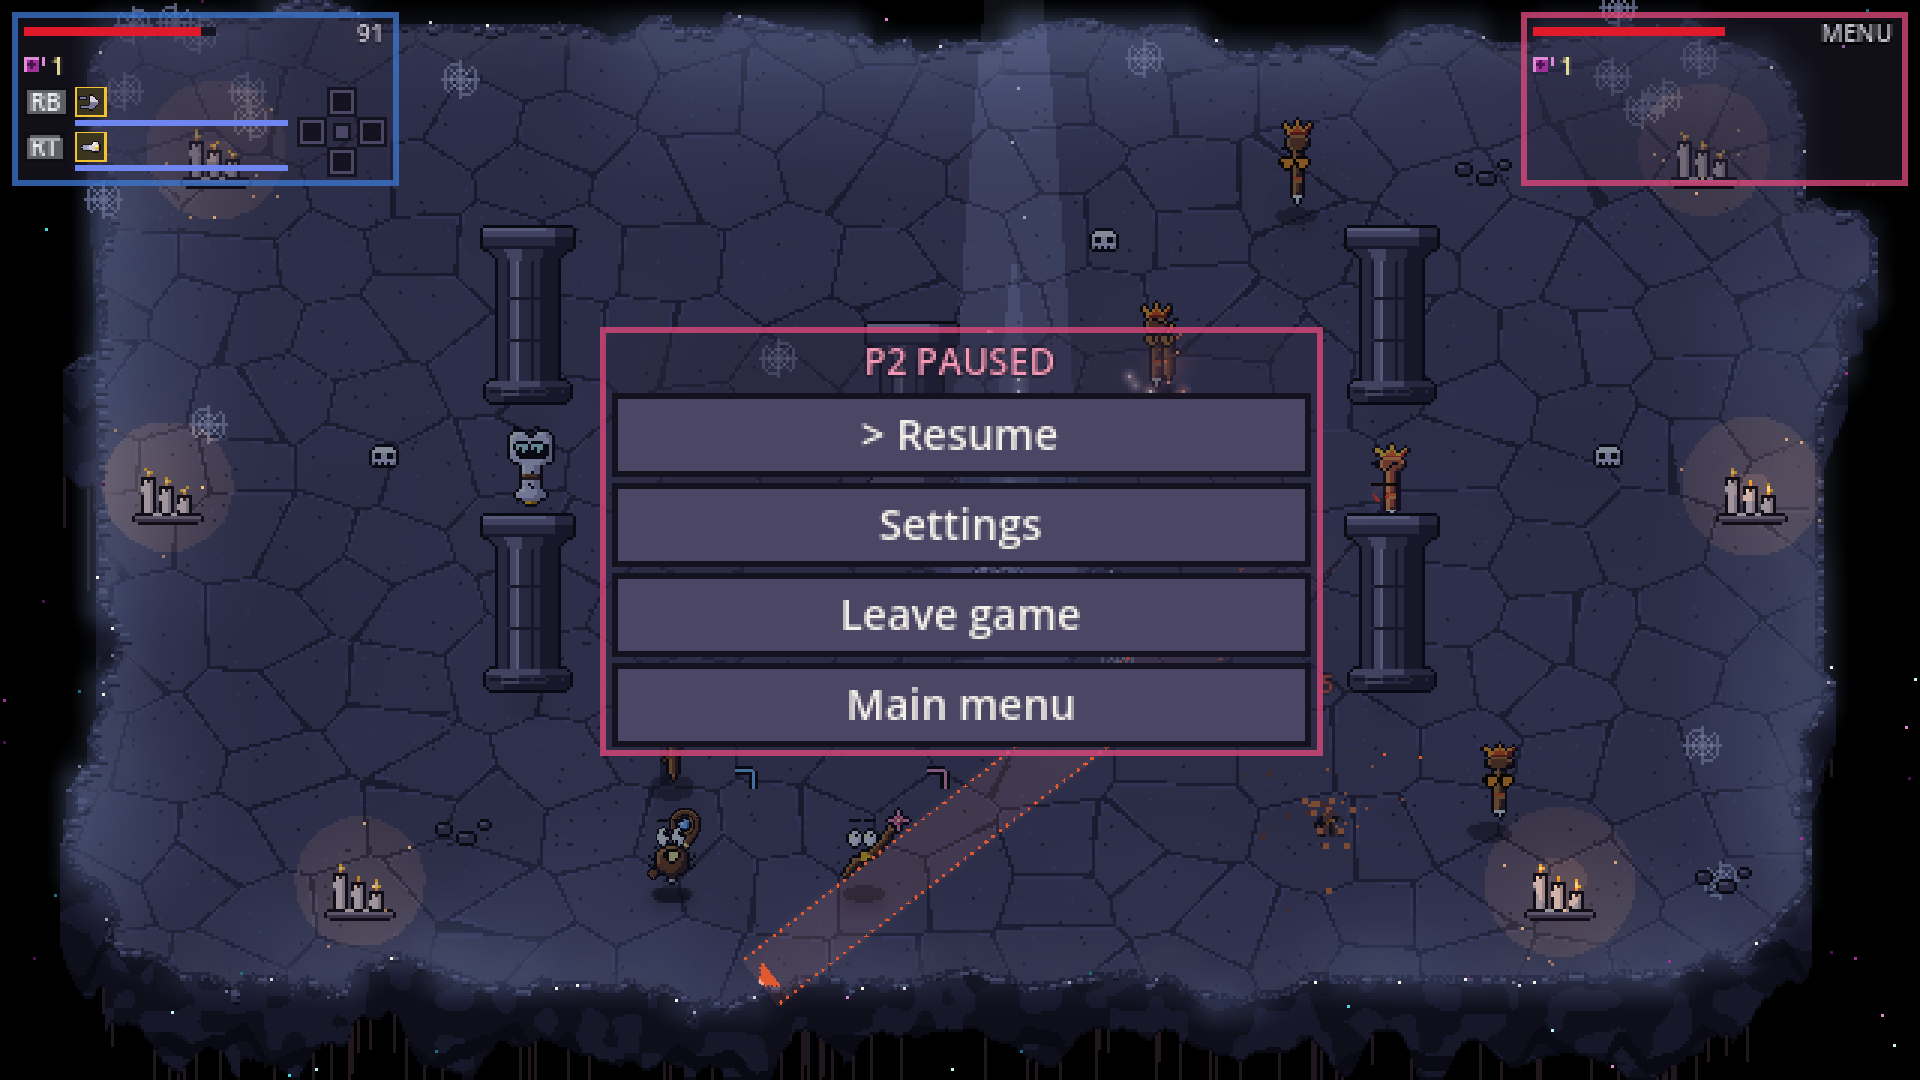 91
1
RB
RT
MENU
1
P2 PAUSED
> Resume
Settings
Leave game
Main menu